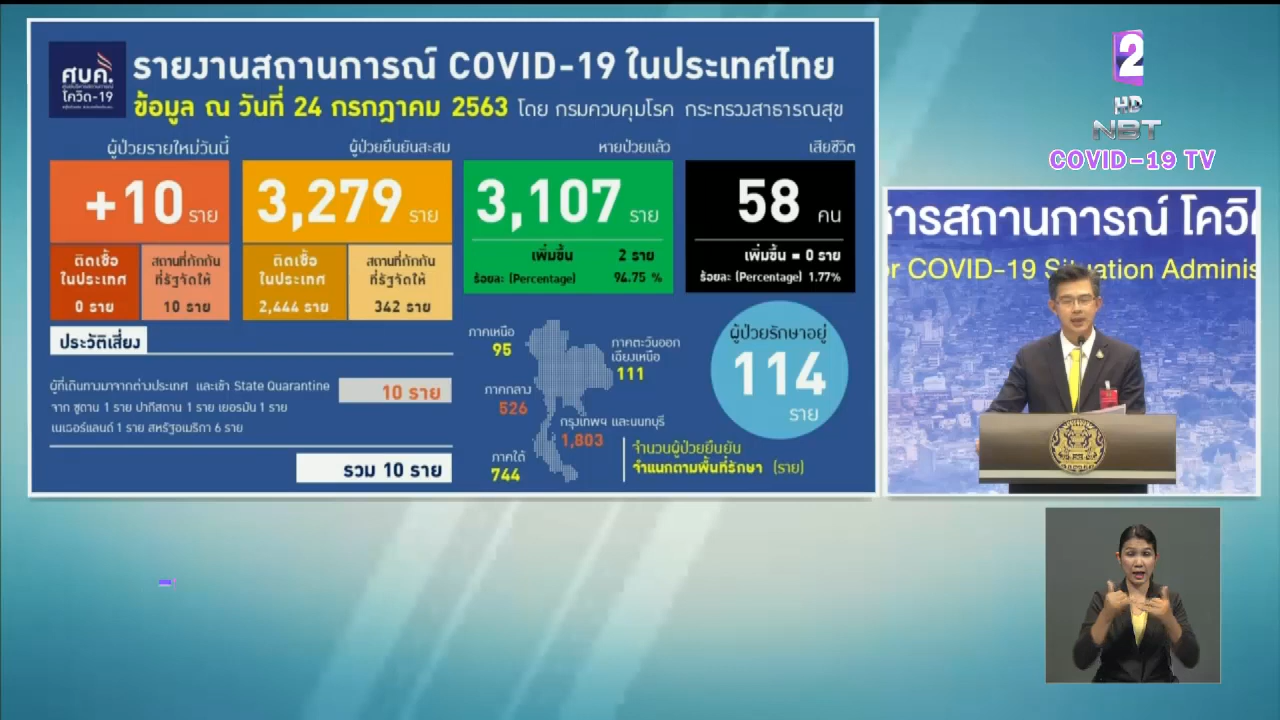 ศบค.
โควิด-19
รายงานสถานการณ์ COVID-19 ในประเทศไทย
ข้อมูล ณ วันที่ 24 กรกฎาคม 2563 โดย กรมควบคุมโรค กระทรวงสาธารณสุข
ผู้ป่วยรายใหม่วันนี้
+10 ราย
ติดเชื้อ
ในประเทศ
0 ราย
สถานที่กักกัน
ที่รัฐจัดให้
10 ราย
ผู้ป่วยยืนยันสะสม
3,279 ราย
ติดเชื้อ
ในประเทศ
2,444 ราย
สถานที่กักกัน
ที่รัฐจัดให้
342 ราย
หายป่วยแล้ว
3,107 ราย
เพิ่มขึ้น 2 ราย
ร้อยละ (Percentage) 94.75 %
เสียชีวิต
58 คน
เพิ่มขึ้น = 0 ราย
ร้อยละ (Percentage) 1.77%
ประวัติเสี่ยง
ผู้ที่เดินทางมาจากต่างประเทศ และเข้า State Quarantine 10 ราย
จาก ซูดาน 1 ราย ปากีสถาน 1 ราย เยอรมัน 1 ราย
เนเธอร์แลนด์ 1 ราย สหรัฐอเมริกา 6 ราย
รวม 10 ราย
ภาคเหนือ
95
ภาคตะวันออก
เฉียงเหนือ
111
ภาคกลาง
526
กรุงเทพฯ และนนทบุรี
1,803
ภาคใต้
744
จำนวนผู้ป่วยยืนยัน
จำแนกตามพื้นที่รักษา (ราย)
ผู้ป่วยรักษาอยู่
114
ราย
2
HD
NBT
COVID-19 TV
หารสถานการณ์ โควิ
or COVID-19 Situation Adminis